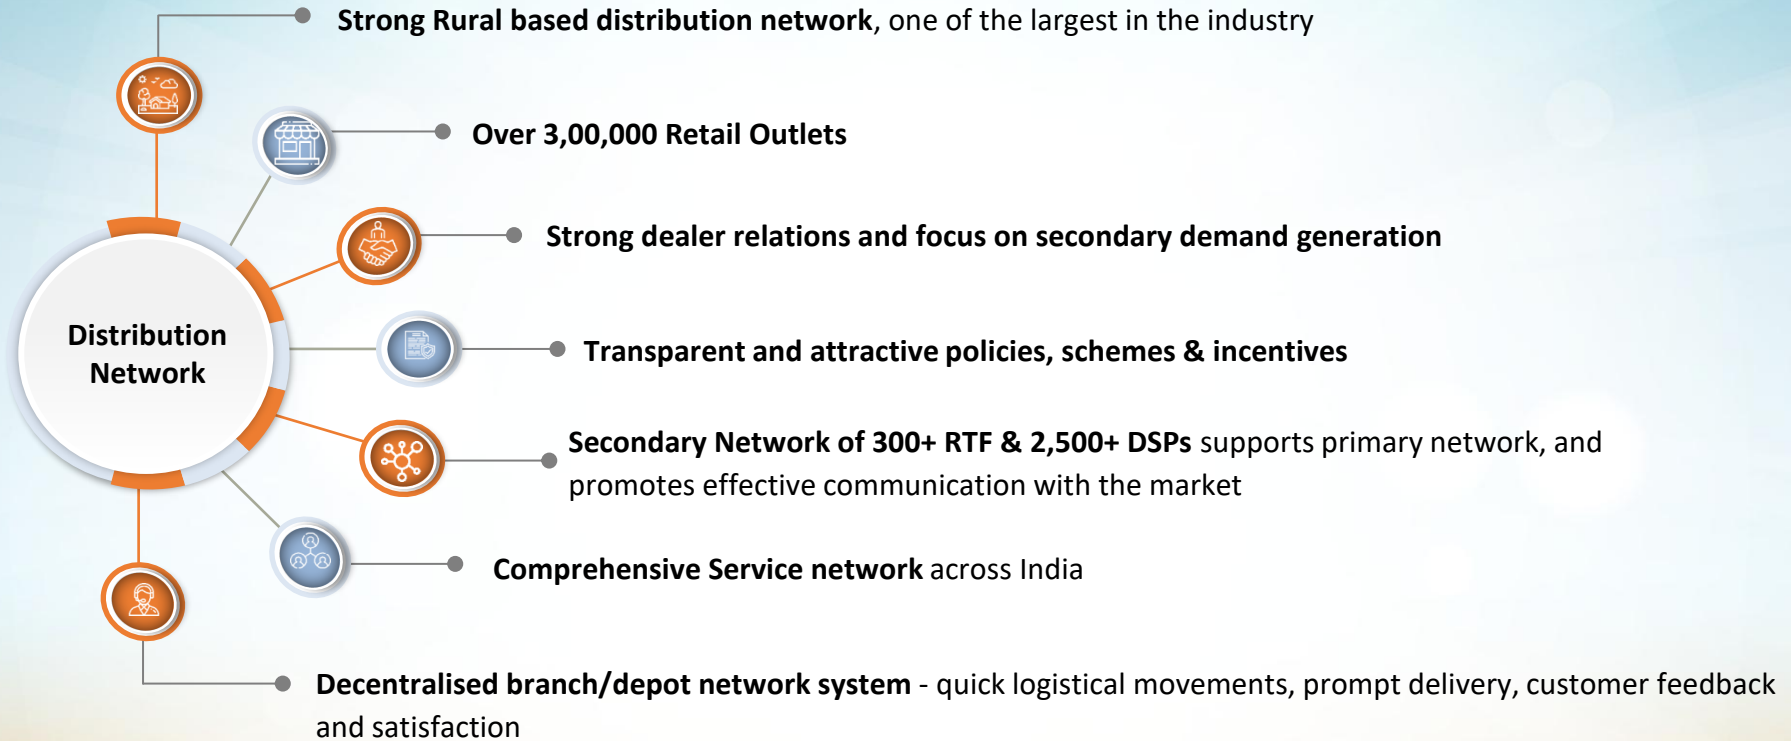 Strong Rural based distribution network, one of the largest in the industry
Over 3,00,000 Retail Outlets
Strong dealer relations and focus on secondary demand generation
Distribution
Network
Transparent and attractive policies, schemes & incentives
Secondary Network of 300+ RTF & 2,500+ DSPs supports primary network, and
promotes effective communication with the market
Comprehensive Service network across India
Decentralised branch/depot network system - quick logistical movements, prompt delivery, customer feedback
and satisfaction